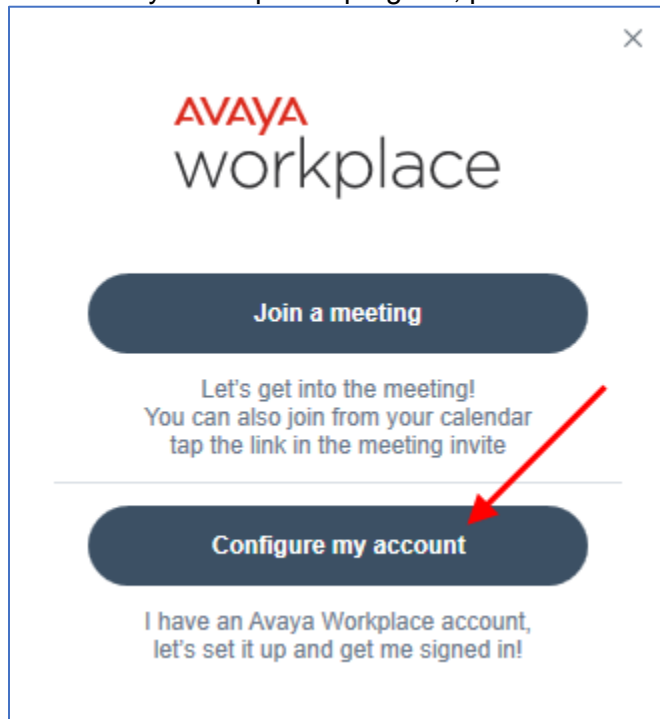 AVAYA
workplace
Join a meeting
Let's get into the meeting!
You can also join from your calendar
tap the link in the meeting invite
Configure my account
I have an Avaya Workplace account,
let's set it up and get me signed in!